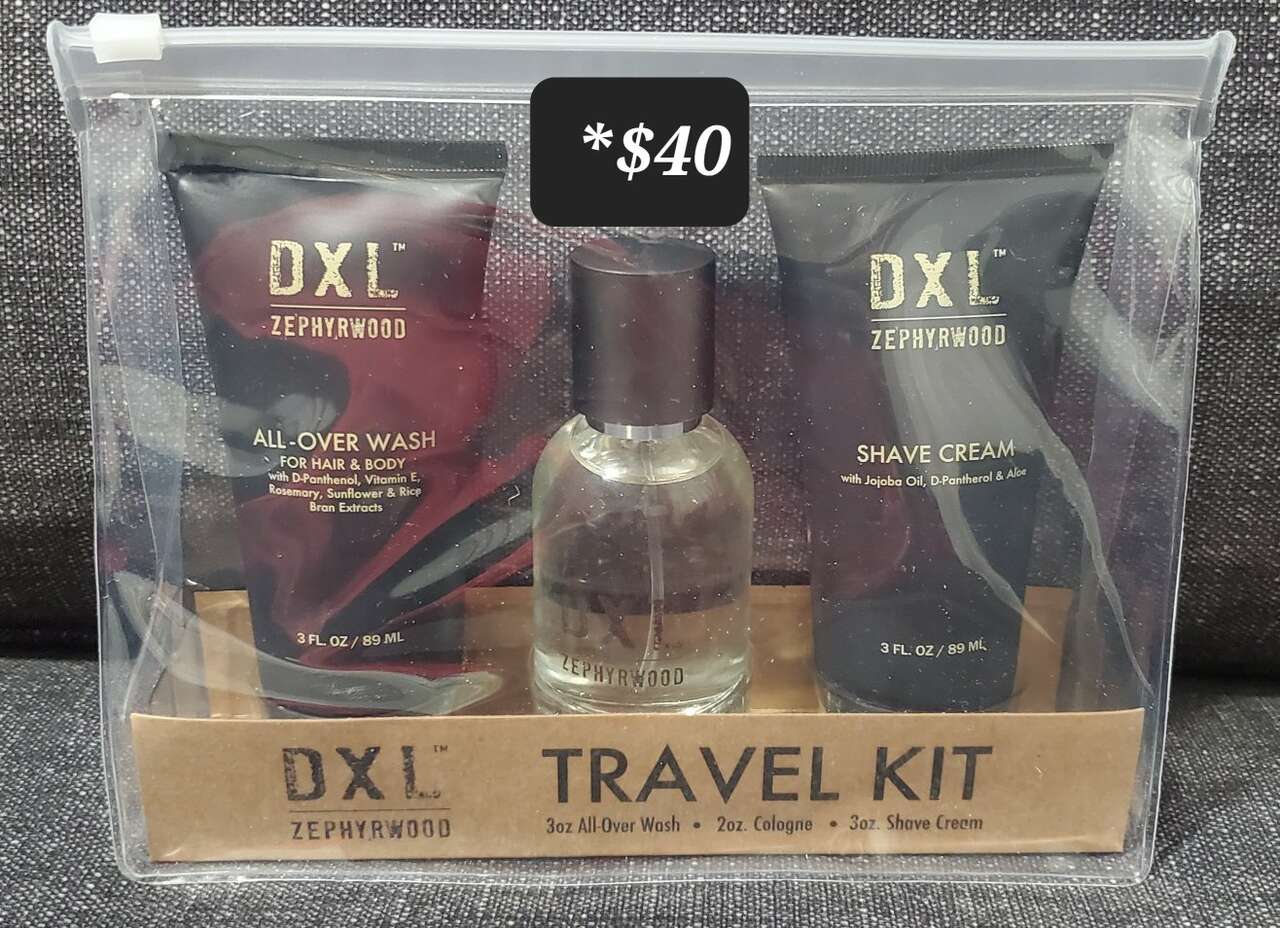 *$40
DXL™
ZEPHYRWOOD
ALL-OVER WASH
FOR HAIR & BODY
with D-Panthenol, Vitamin E,
Rosemary, Sunflower & Rice
Bran Extracts
3 FL. OZ / 89 ML
DXL
ZEPHYRWOOD
DXL™
ZEPHYRWOOD
SHAVE CREAM
with Jojoba Oil, D-Pantherol & Aloe
3 FL. OZ / 89 ML
DXL™
ZEPHYRWOOD
TRAVEL KIT
3oz All-Over Wash • 2oz. Cologne • 3oz. Shave Cream